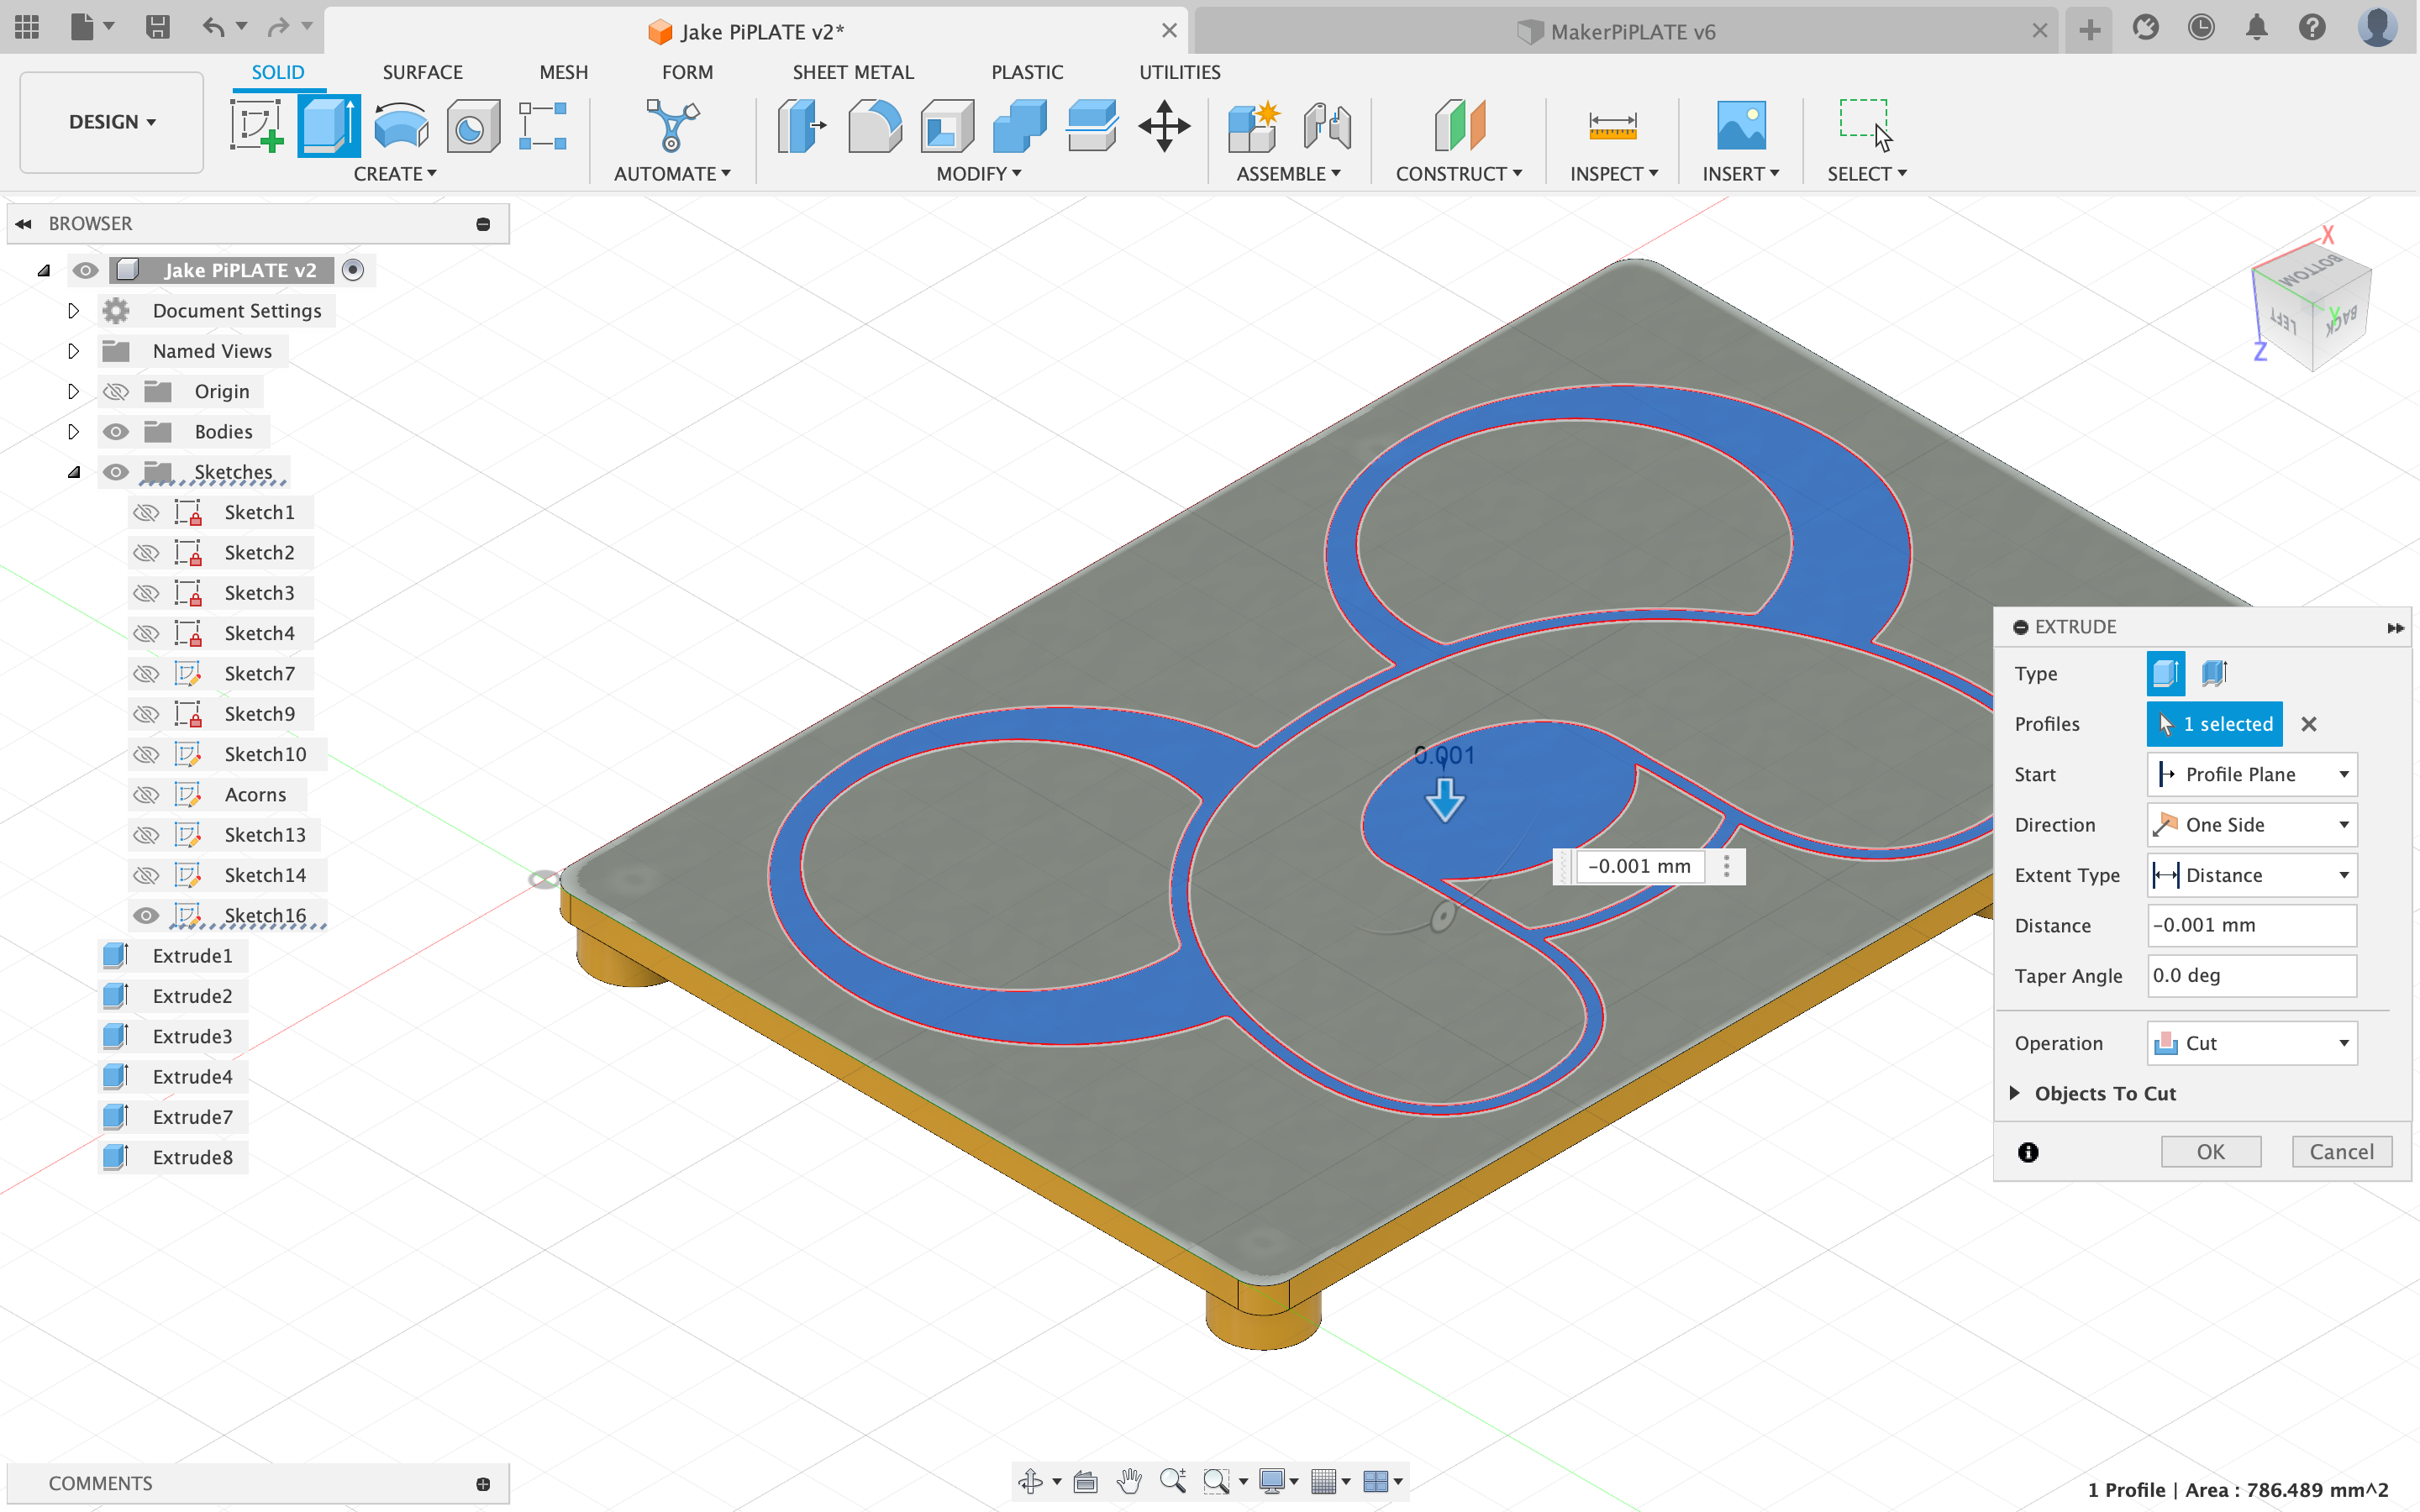 Jake PiPLATE v2*
MakerPiPLATE v6
SOLID
SURFACE
MESH
FORM
SHEET METAL
PLASTIC
UTILITIES
DESIGN
CREATE
AUTOMATE
MODIFY
ASSEMBLE
CONSTRUCT
INSPECT
INSERT
SELECT
BROWSER
Jake PiPLATE v2
Document Settings
Named Views
Origin
Bodies
Sketches
Sketch1
Sketch2
Sketch3
Sketch4
Sketch7
Sketch9
Sketch10
Acorns
Sketch13
Sketch14
Sketch16
Extrude1
Extrude2
Extrude3
Extrude4
Extrude7
Extrude8
X
BOTTOM
LEFT
BACK
Y
Z
0.001
-0.001 mm
EXTRUDE
Type
Profiles 1 selected
Start Profile Plane
Direction One Side
Extent Type Distance
Distance -0.001 mm
Taper Angle 0.0 deg
Operation Cut
Objects To Cut
OK Cancel
COMMENTS
1 Profile | Area : 786.489 mm^2